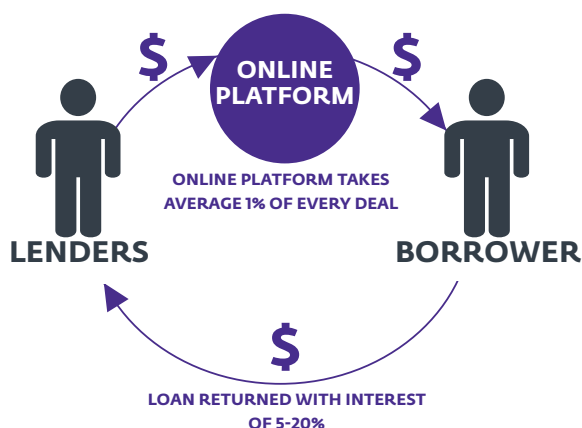 $
$
ONLINE
PLATFORM
ONLINE PLATFORM TAKES
AVERAGE 1% OF EVERY DEAL
LENDERS
BORROWER
$
LOAN RETURNED WITH INTEREST
OF 5-20%